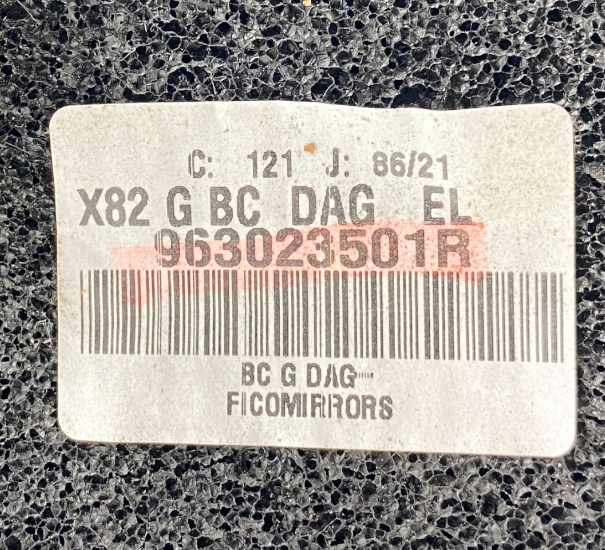 C: 121 J: 86/21
X82 G BC DAG EL
963023501R
BC G DAG
FICOMIRRORS